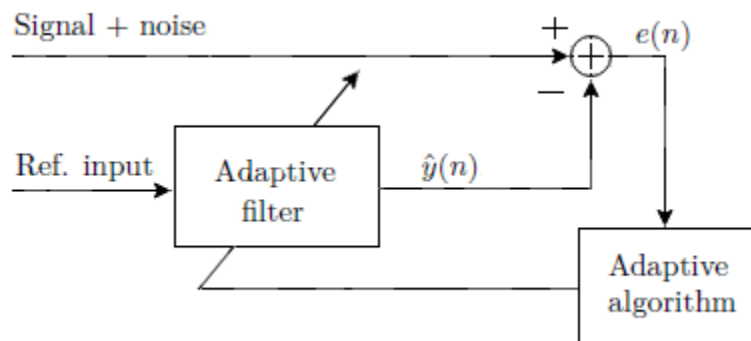 Signal + noise
+
e(n)
+
−
Ref. input
Adaptive
filter
ŷ(n)
Adaptive
algorithm